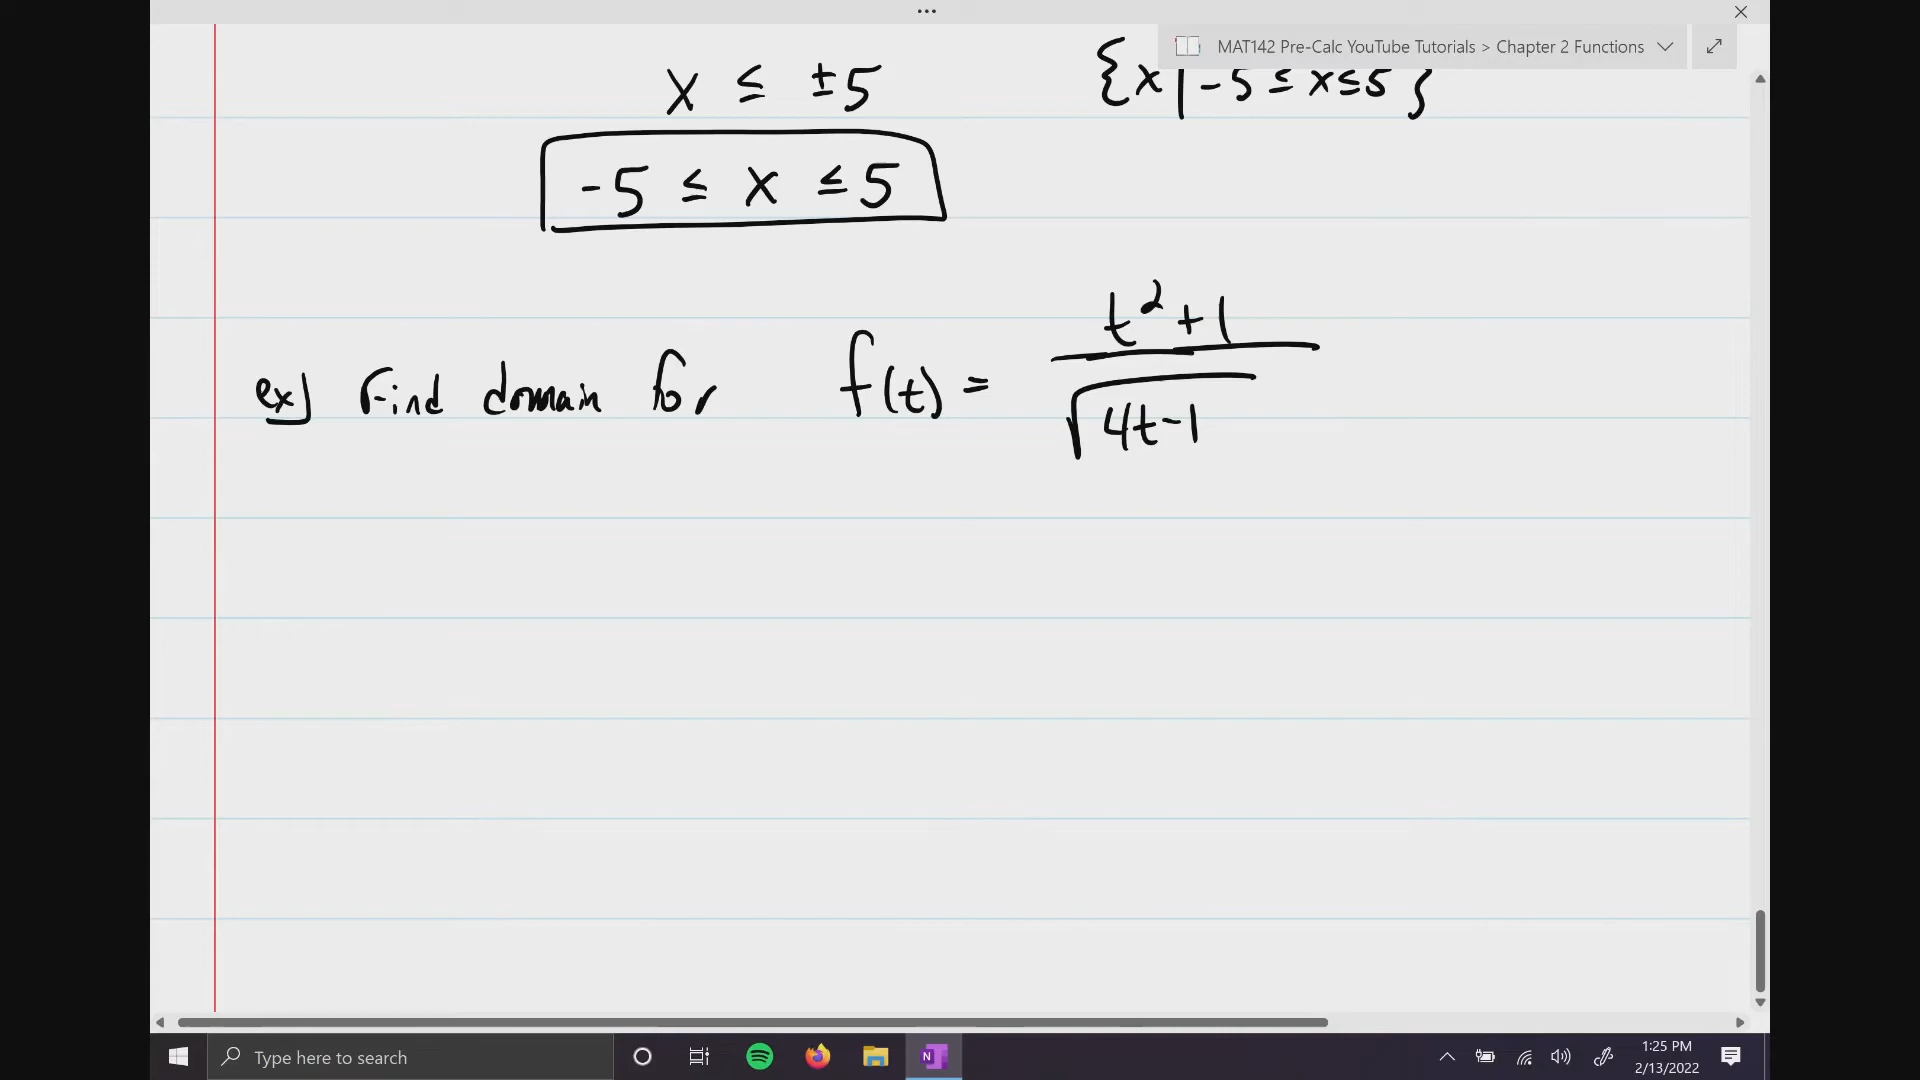 MAT142 Pre-Calc YouTube Tutorials > Chapter 2 Functions
x ≤ ±5
{x | -5 ≤ x ≤ 5}
-5 ≤ x ≤ 5
ex) Find domain for f(t) = (t² + 1) / √(4t-1)
Type here to search
1:25 PM
2/13/2022